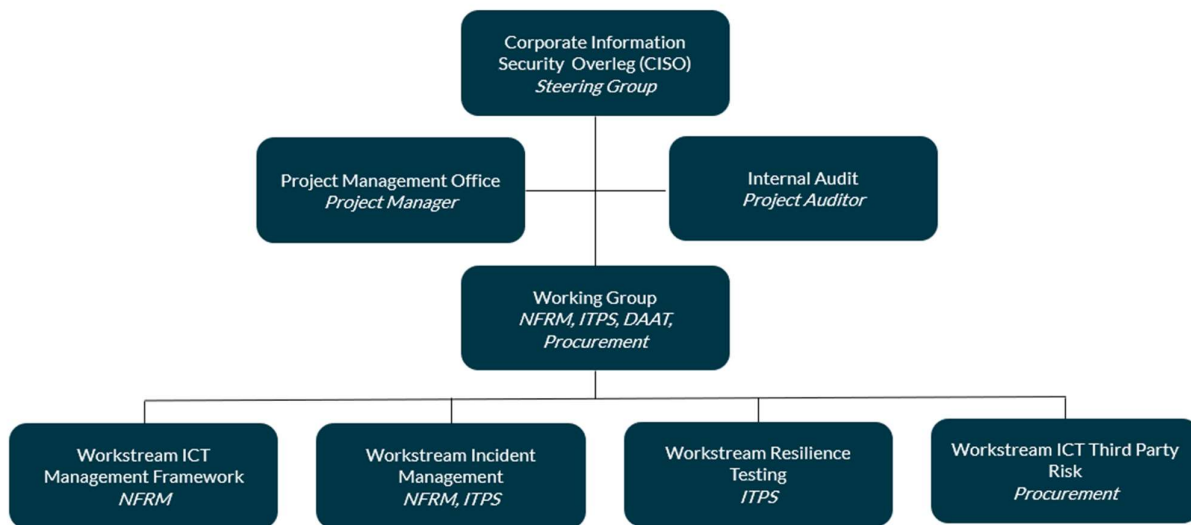 Corporate Information
Security Overleg (CISO)
Steering Group
Project Management Office
Project Manager
Internal Audit
Project Auditor
Working Group
NFRM, ITPS, DAAT,
Procurement
Workstream ICT
Management Framework
NFRM
Workstream Incident
Management
NFRM, ITPS
Workstream Resilience
Testing
ITPS
Workstream ICT Third Party
Risk
Procurement